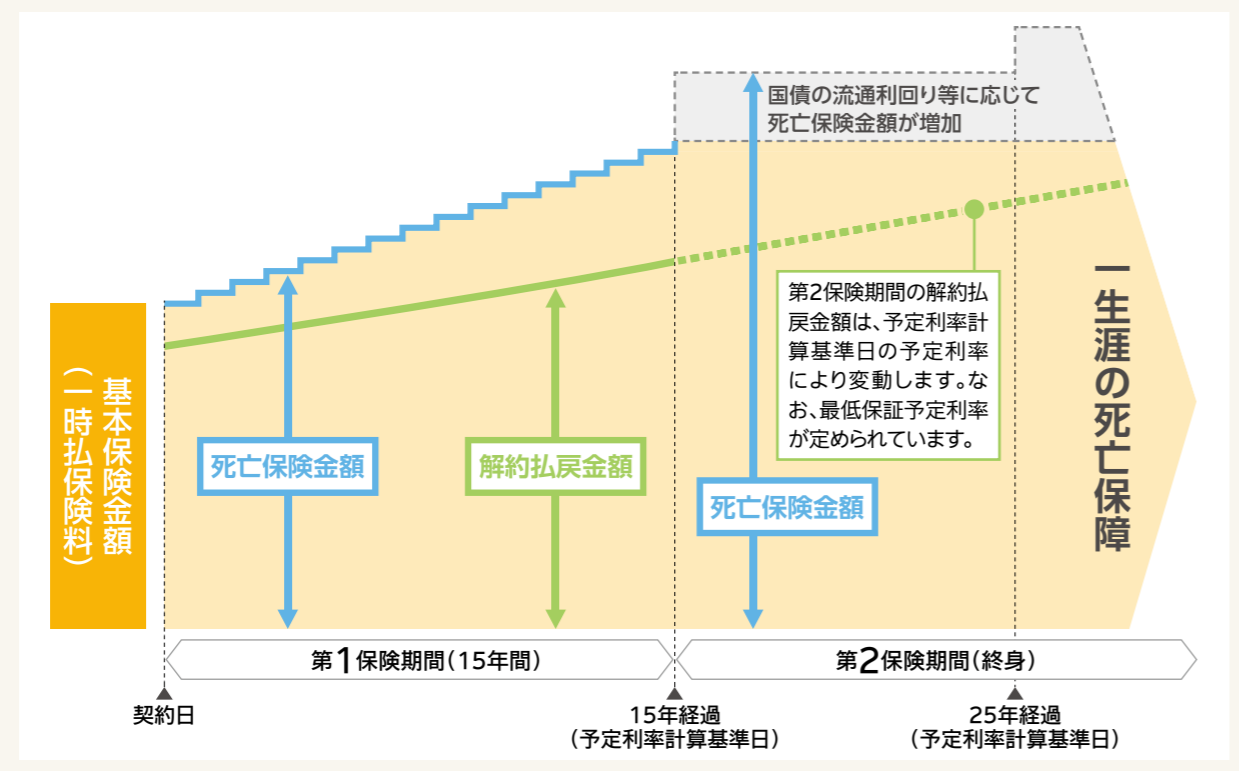 国債の流通利回り等に応じて
死亡保険金額が増加
第2保険期間の解約払
戻金額は、予定利率計
算基準日の予定利率
により変動します。な
お、最低保証予定利率
が定められています。
一生涯の死亡保障
基本保険金額
（一時払保険料）
死亡保険金額
解約払戻金額
死亡保険金額
第1保険期間（15年間）
第2保険期間（終身）
契約日
15年経過
（予定利率計算基準日）
25年経過
（予定利率計算基準日）